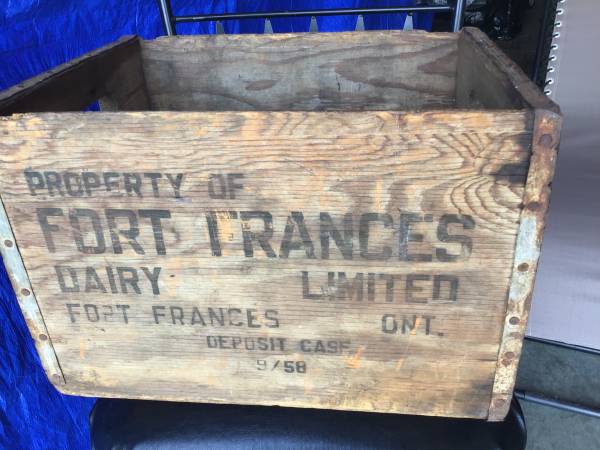 PROPERTY OF
FORT FRANCES
DAIRY LIMITED
FORT FRANCES ONT.
DEPOSIT CASE
9/58